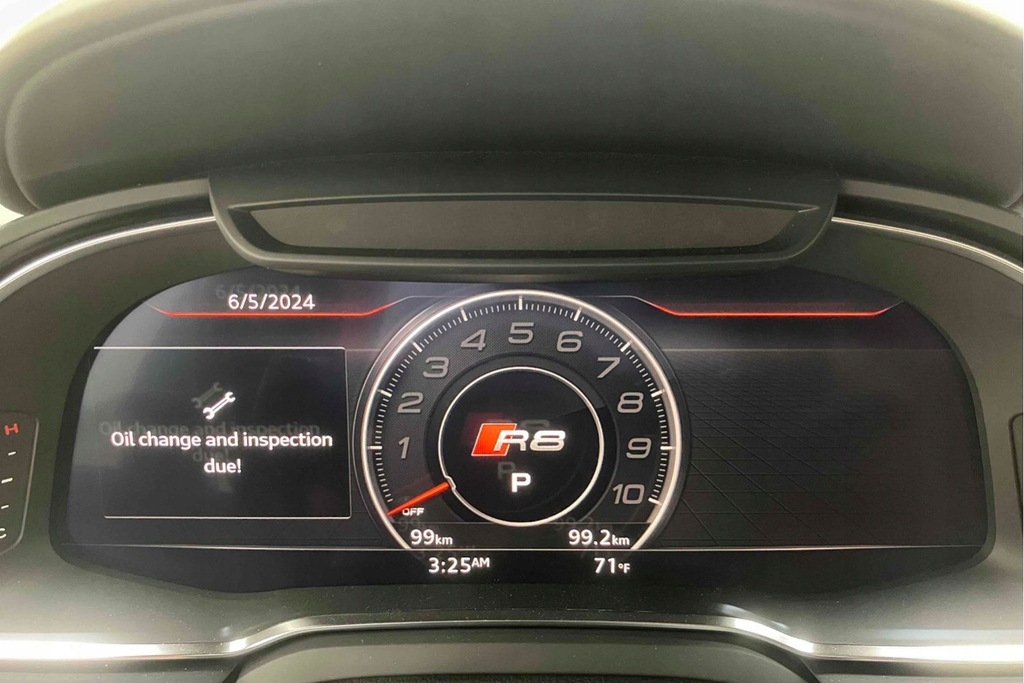 6/5/2024
Oil change and inspection
due!
1
2
3
4
5
6
7
8
9
10
OFF
R8
P
99km
99.2km
3:25AM
71°F
H
C